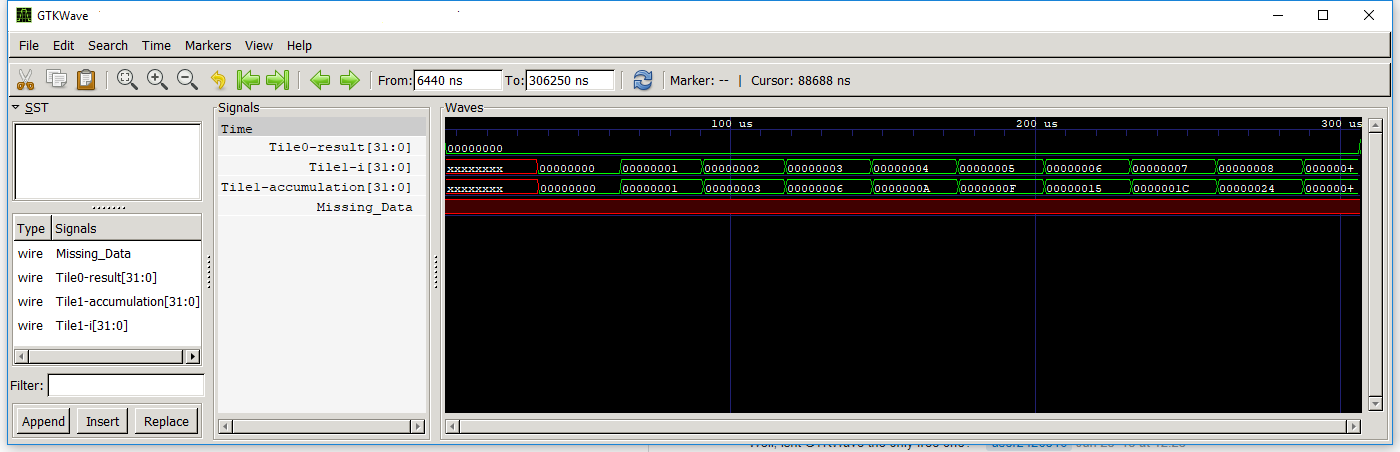 GTKWave
File Edit Search Time Markers View Help
From: 6440 ns To: 306250 ns Marker: -- | Cursor: 88688 ns
SST
Type Signals
wire Missing_Data
wire Tile0-result[31:0]
wire Tile1-accumulation[31:0]
wire Tile1-i[31:0]
Filter:
Append Insert Replace
Signals
Time
Tile0-result[31:0]
Tile1-i[31:0]
Tile1-accumulation[31:0]
Missing_Data
Waves
100 us 200 us 300 us
00000000
xxxxxxxx 00000000 00000001 00000002 00000003 00000004 00000005 00000006 00000007 00000008 000000+
xxxxxxxx 00000000 00000001 00000003 00000006 0000000A 0000000F 00000015 0000001C 00000024 000000+